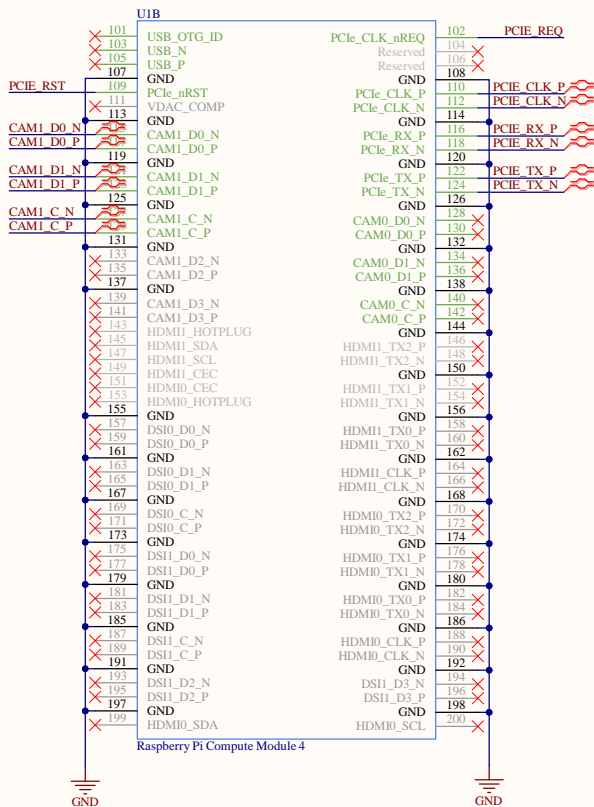 U1B
101 USB_OTG_ID
103 USB_N
105 USB_P
107 GND
PCIE_RST 109 PCIe_nRST
111 VDAC_COMP
113 GND
CAM1_D0_N CAM1_D0_N
CAM1_D0_P CAM1_D0_P
119 GND
CAM1_D1_N CAM1_D1_N
CAM1_D1_P CAM1_D1_P
125 GND
CAM1_C_N CAM1_C_N
CAM1_C_P CAM1_C_P
131 GND
133 CAM1_D2_N
135 CAM1_D2_P
137 GND
139 CAM1_D3_N
141 CAM1_D3_P
143 HDMI1_HOTPLUG
145 HDMI1_SDA
147 HDMI1_SCL
149 HDMI1_CEC
151 HDMI0_CEC
153 HDMI0_HOTPLUG
155 GND
157 DSI0_D0_N
159 DSI0_D0_P
161 GND
163 DSI0_D1_N
165 DSI0_D1_P
167 GND
169 DSI0_C_N
171 DSI0_C_P
173 GND
175 DSI1_D0_N
177 DSI1_D0_P
179 GND
181 DSI1_D1_N
183 DSI1_D1_P
185 GND
187 DSI1_C_N
189 DSI1_C_P
191 GND
193 DSI1_D2_N
195 DSI1_D2_P
197 GND
199 HDMI0_SDA
PCIe_CLK_nREQ 102 PCIE_REQ
Reserved 104
Reserved 106
GND 108
PCIe_CLK_P 110 PCIE_CLK_P
PCIe_CLK_N 112 PCIE_CLK_N
GND 114
PCIe_RX_P 116 PCIE_RX_P
PCIe_RX_N 118 PCIE_RX_N
GND 120
PCIe_TX_P 122 PCIE_TX_P
PCIe_TX_N 124 PCIE_TX_N
GND 126
CAM0_D0_N 128
CAM0_D0_P 130
GND 132
CAM0_D1_N 134
CAM0_D1_P 136
GND 138
CAM0_C_N 140
CAM0_C_P 142
GND 144
HDMI1_TX2_P 146
HDMI1_TX2_N 148
GND 150
HDMI1_TX1_P 152
HDMI1_TX1_N 154
GND 156
HDMI1_TX0_P 158
HDMI1_TX0_N 160
GND 162
HDMI1_CLK_P 164
HDMI1_CLK_N 166
GND 168
HDMI0_TX2_P 170
HDMI0_TX2_N 172
GND 174
HDMI0_TX1_P 176
HDMI0_TX1_N 178
GND 180
HDMI0_TX0_P 182
HDMI0_TX0_N 184
GND 186
HDMI0_CLK_P 188
HDMI0_CLK_N 190
GND 192
DSI1_D3_N 194
DSI1_D3_P 196
GND 198
HDMI0_SCL 200
Raspberry Pi Compute Module 4
GND
GND